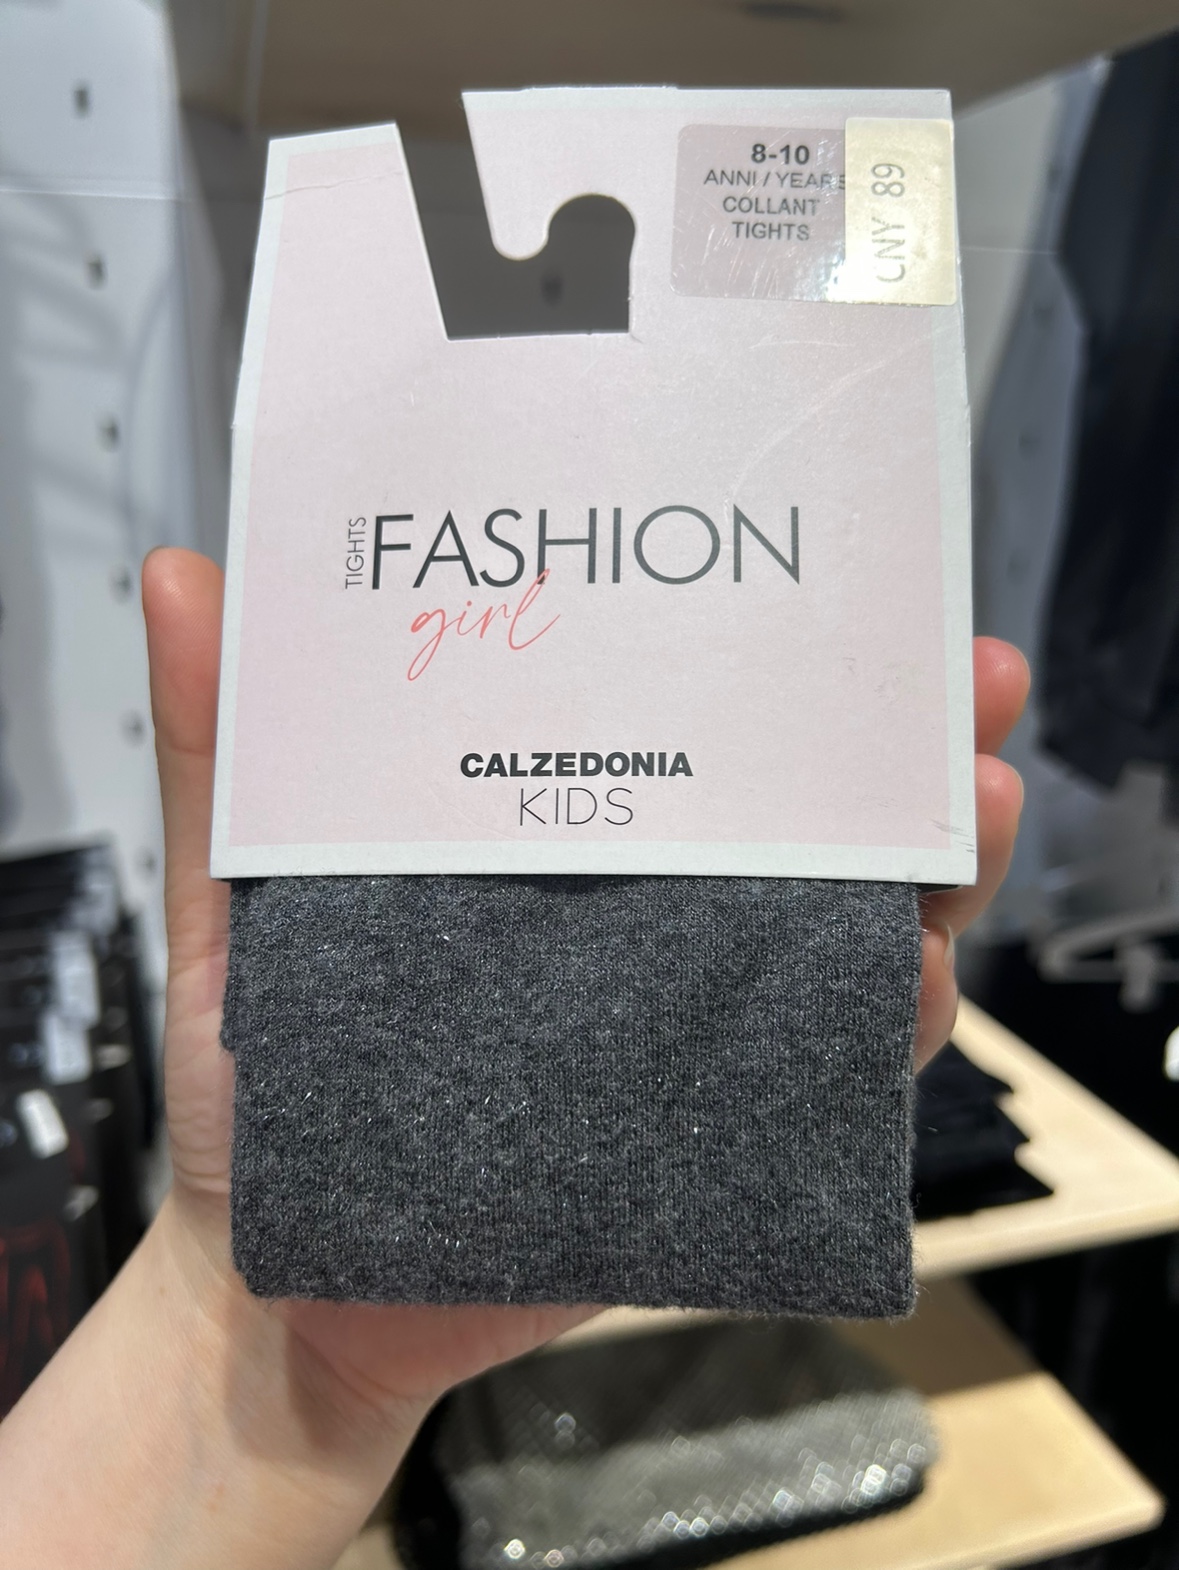 8-10
ANNI / YEARS
COLLANT
TIGHTS
CNY 89
TIGHTS
FASHION
girl
CALZEDONIA
KIDS